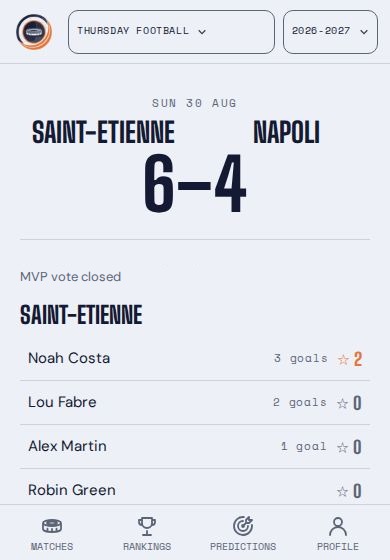 THURSDAY FOOTBALL
2026-2027
SUN 30 AUG
SAINT-ETIENNE NAPOLI
6–4
MVP vote closed
SAINT-ETIENNE
Noah Costa 3 goals ☆ 2
Lou Fabre 2 goals ☆ 0
Alex Martin 1 goal ☆ 0
Robin Green ☆ 0
MATCHES RANKINGS PREDICTIONS PROFILE